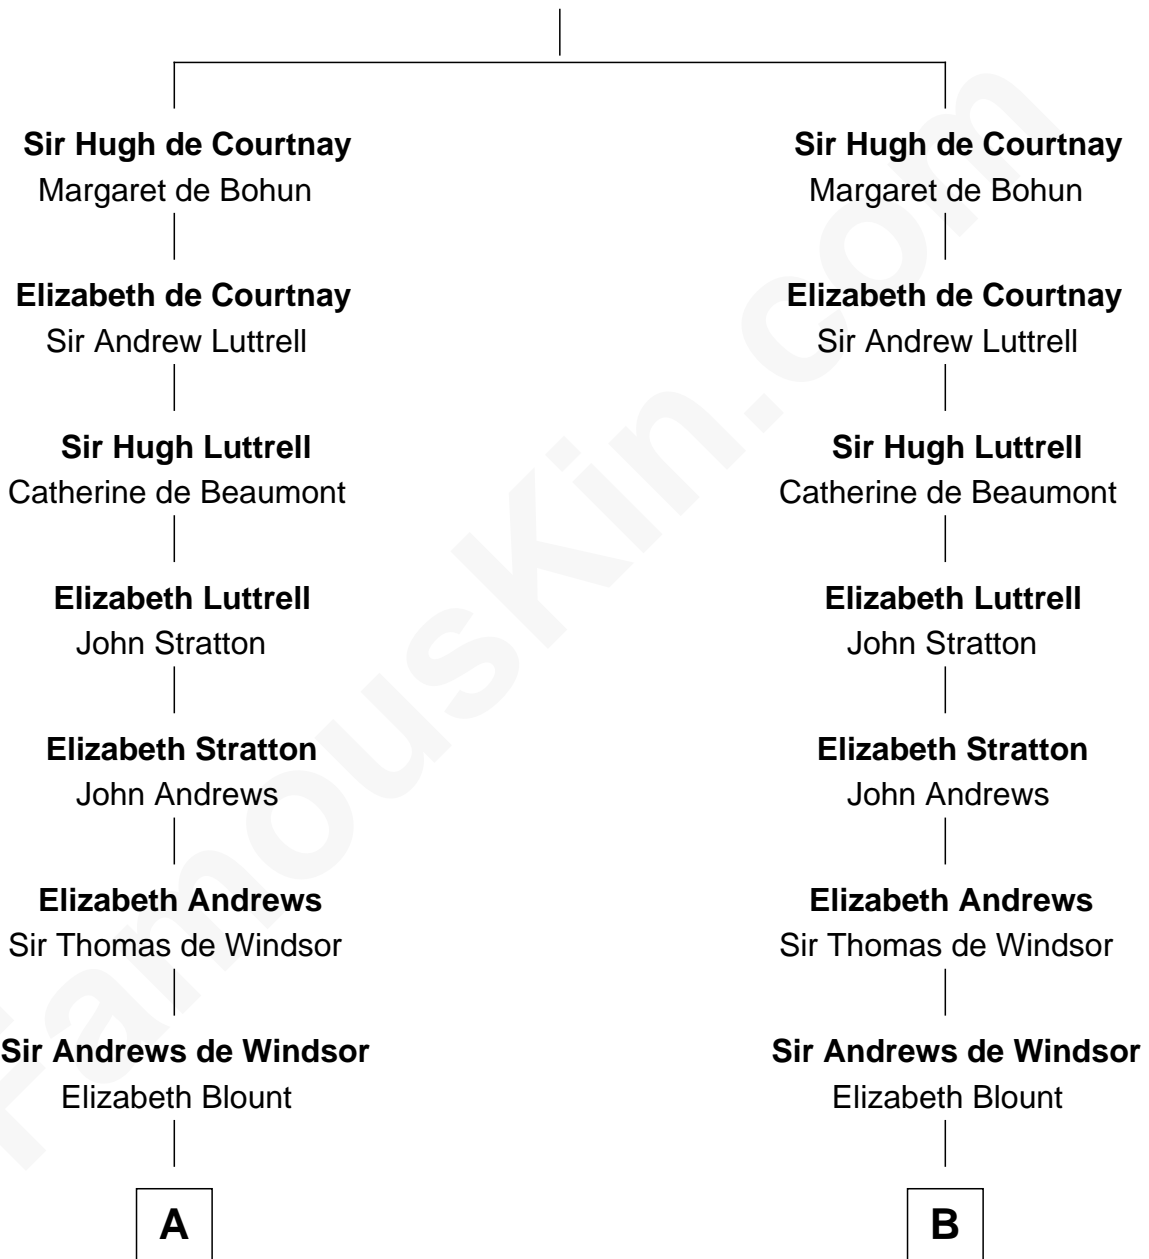 Sir Hugh de Courtnay
Margaret de Bohun
Elizabeth de Courtnay
Sir Andrew Luttrell
Sir Hugh Luttrell
Catherine de Beaumont
Elizabeth Luttrell
John Stratton
Elizabeth Stratton
John Andrews
Elizabeth Andrews
Sir Thomas de Windsor
Sir Andrews de Windsor
Elizabeth Blount
A
Sir Hugh de Courtnay
Margaret de Bohun
Elizabeth de Courtnay
Sir Andrew Luttrell
Sir Hugh Luttrell
Catherine de Beaumont
Elizabeth Luttrell
John Stratton
Elizabeth Stratton
John Andrews
Elizabeth Andrews
Sir Thomas de Windsor
Sir Andrews de Windsor
Elizabeth Blount
B
FamousKin.com